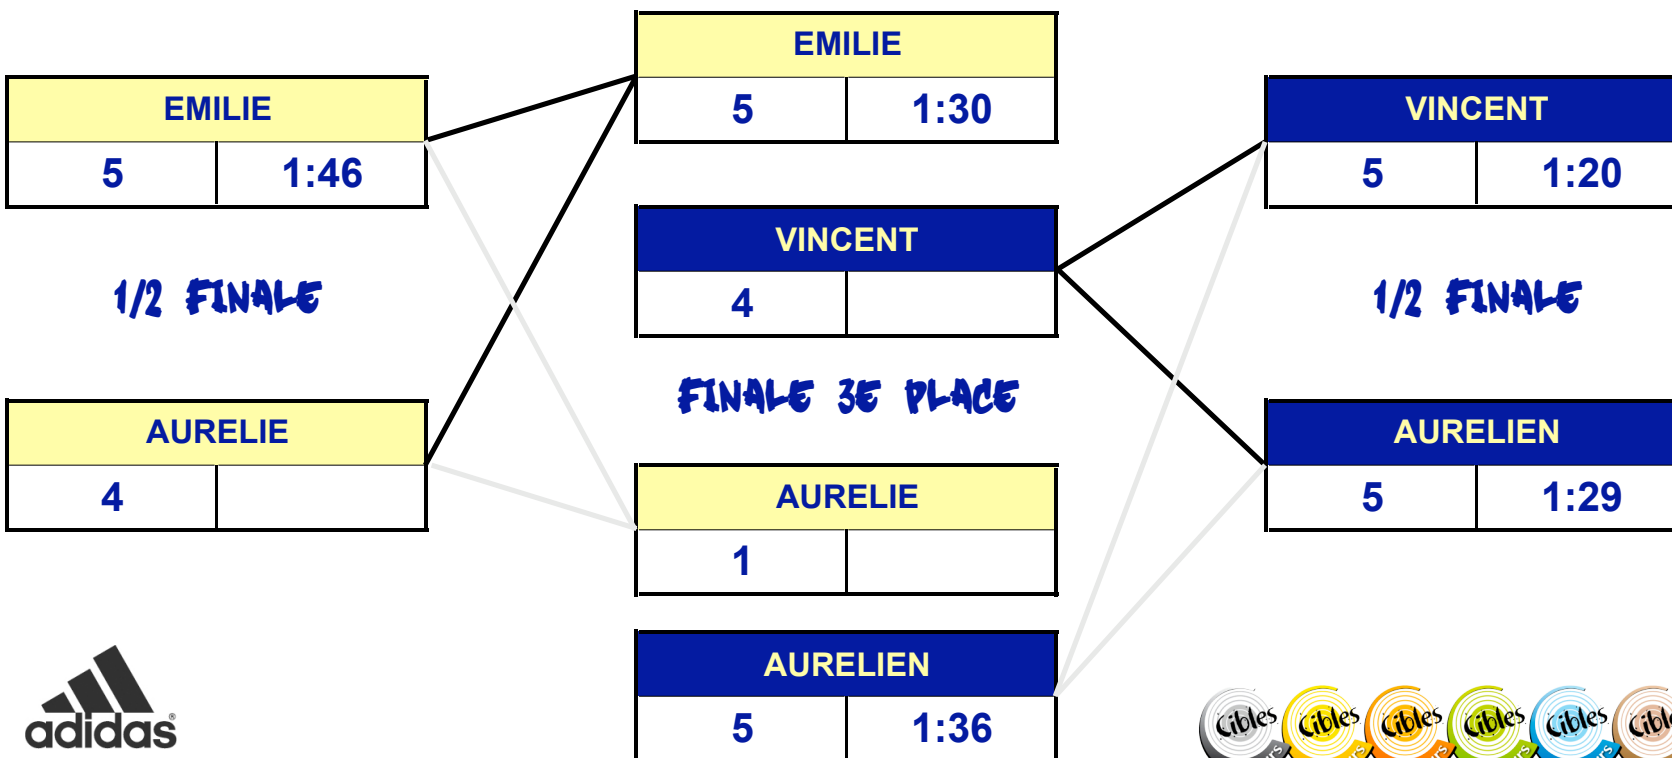 EMILIE
5 1:30
EMILIE
5 1:46
VINCENT
5 1:20
VINCENT
4
1/2 FINALE
1/2 FINALE
FINALE 3E PLACE
AURELIE
4
AURELIEN
5 1:29
AURELIE
1
AURELIEN
5 1:36
adidas®
Cibles Cibles Cibles Cibles Cibles